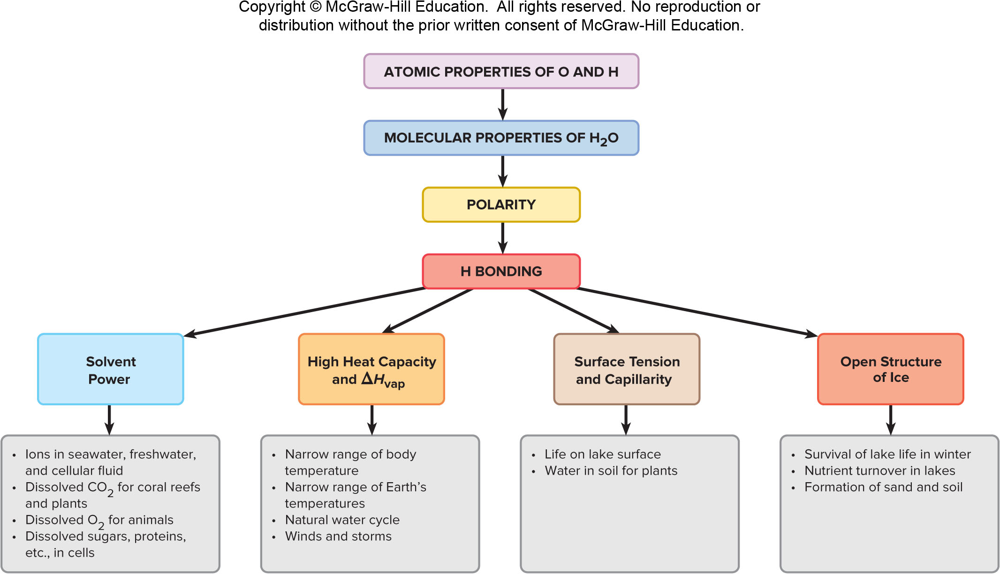 Copyright © McGraw-Hill Education.  All rights reserved. No reproduction or
distribution without the prior written consent of McGraw-Hill Education.
ATOMIC PROPERTIES OF O AND H
MOLECULAR PROPERTIES OF H₂O
POLARITY
H BONDING
Solvent
Power
High Heat Capacity
and ΔHvap
Surface Tension
and Capillarity
Open Structure
of Ice
• Ions in seawater, freshwater,
and cellular fluid
• Dissolved CO₂ for coral reefs
and plants
• Dissolved O₂ for animals
• Dissolved sugars, proteins,
etc., in cells
• Narrow range of body
temperature
• Narrow range of Earth’s
temperatures
• Natural water cycle
• Winds and storms
• Life on lake surface
• Water in soil for plants
• Survival of lake life in winter
• Nutrient turnover in lakes
• Formation of sand and soil